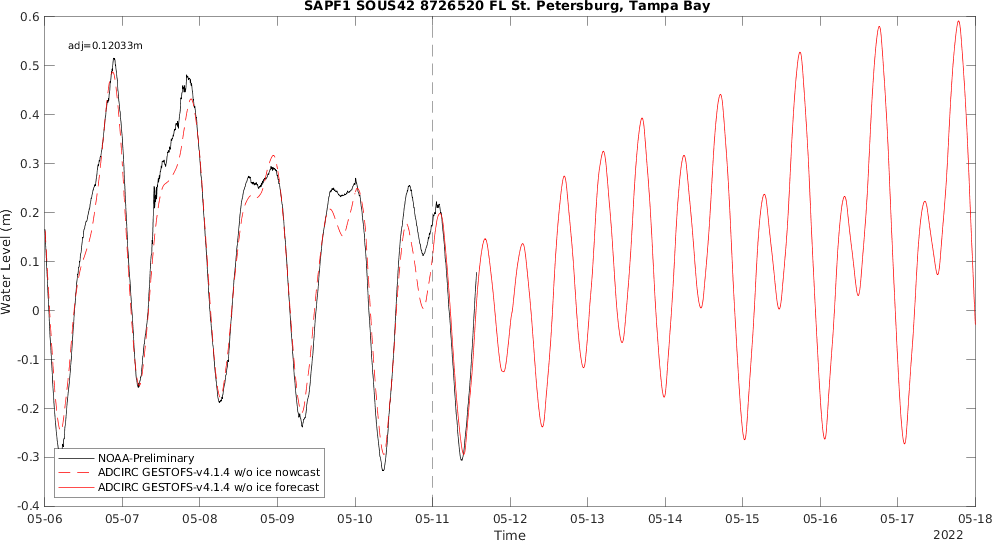 SAPF1 SOUS42 8726520 FL St. Petersburg, Tampa Bay
adj=0.12033m
0.6
0.5
0.4
0.3
0.2
0.1
0
-0.1
-0.2
-0.3
-0.4
Water Level (m)
NOAA-Preliminary
ADCIRC GESTOFS-v4.1.4 w/o ice nowcast
ADCIRC GESTOFS-v4.1.4 w/o ice forecast
05-06 05-07 05-08 05-09 05-10 05-11 05-12 05-13 05-14 05-15 05-16 05-17 05-18
Time
2022